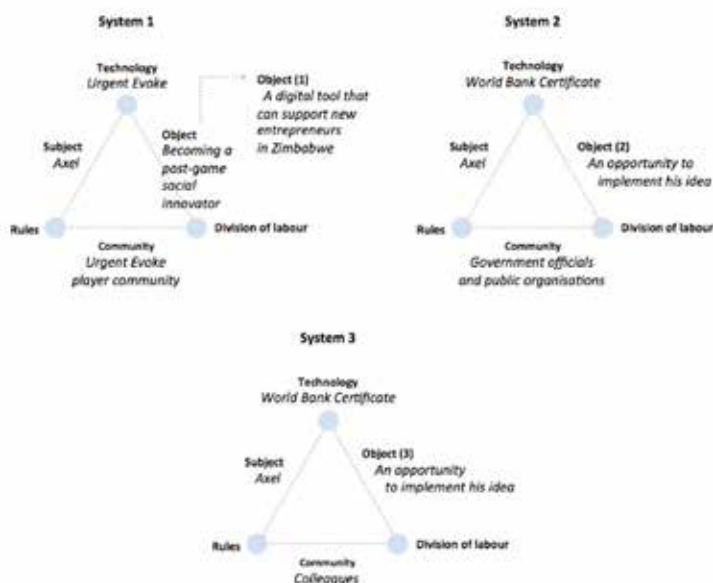 System 1
Technology
Urgent Evoke
Object (1)
A digital tool that
can support new
entrepreneurs
in Zimbabwe
Subject
Axel
Object
Becoming a
post-game
social
innovator
Rules
Division of labour
Community
Urgent Evoke
player community
System 2
Technology
World Bank Certificate
Subject
Axel
Object (2)
An opportunity to
implement his idea
Rules
Division of labour
Community
Government officials
and public organisations
System 3
Technology
World Bank Certificate
Subject
Axel
Object (3)
An opportunity
to implement his idea
Rules
Division of labour
Community
Colleagues